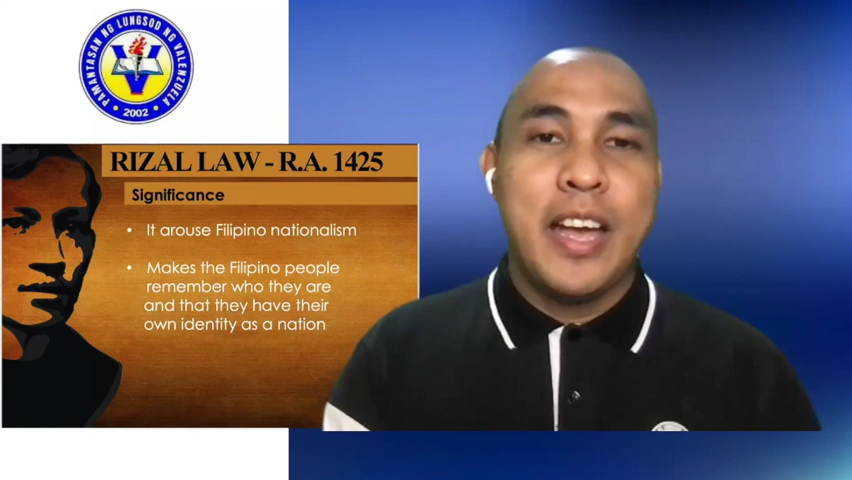 PAMANTASAN NG LUNGSOD NG VALENZUELA
2002
RIZAL LAW - R.A. 1425
Significance
• It arouse Filipino nationalism
• Makes the Filipino people
remember who they are
and that they have their
own identity as a nation